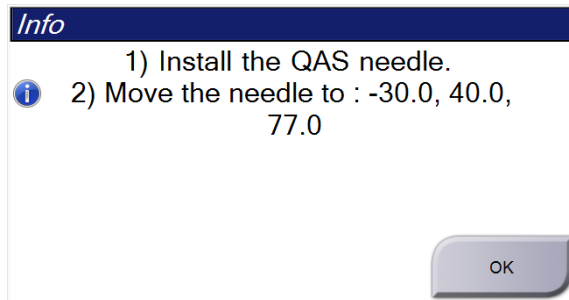 Info
1) Install the QAS needle.
2) Move the needle to : -30.0, 40.0,
77.0
OK